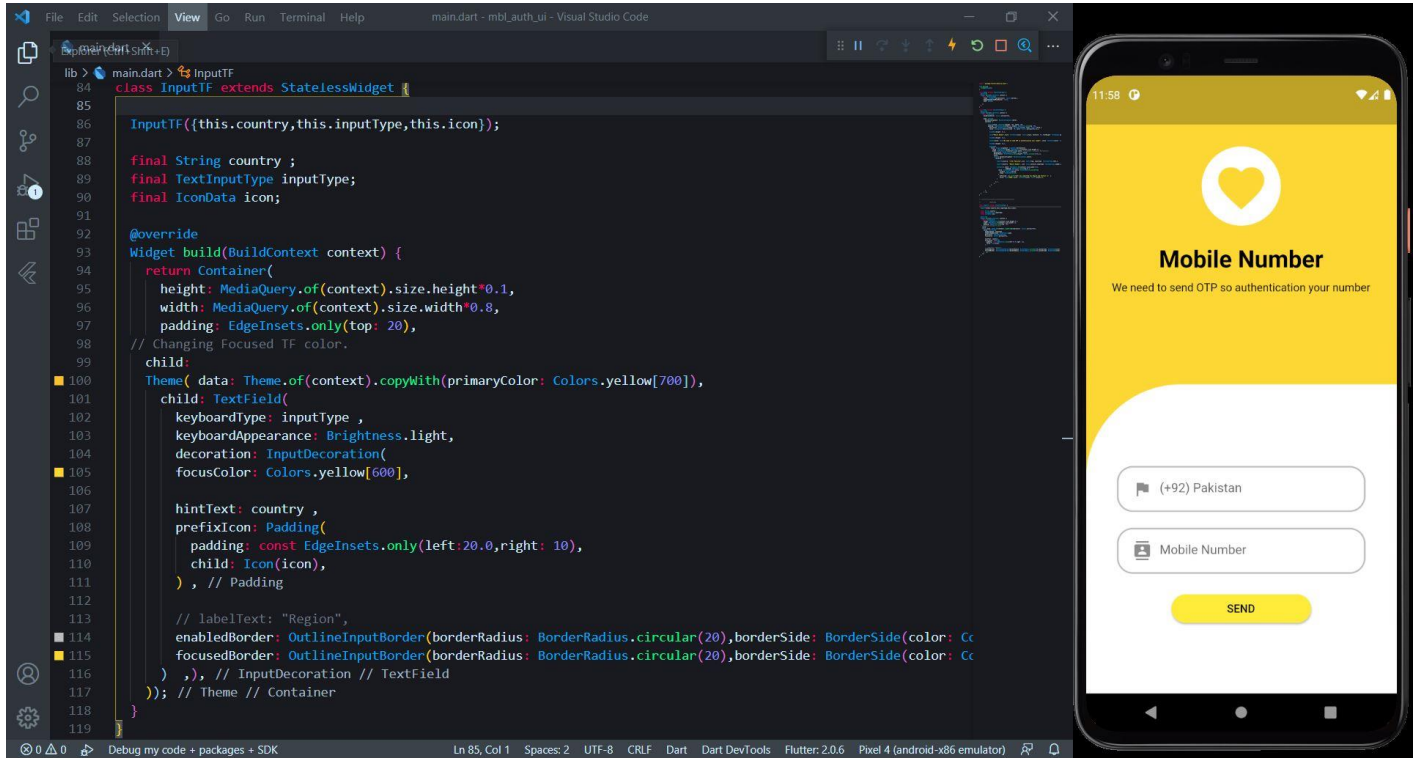 File Edit Selection View Go Run Terminal Help main.dart - mbl_auth_ui - Visual Studio Code
main.dart
Explorer (Ctrl+Shift+E)
lib > main.dart > InputTF
84 class InputTF extends StatelessWidget {
85
86 InputTF({this.country,this.inputType,this.icon});
87
88 final String country ;
89 final TextInputType inputType;
90 final IconData icon;
91
92 @override
93 Widget build(BuildContext context) {
94 return Container(
95 height: MediaQuery.of(context).size.height*0.1,
96 width: MediaQuery.of(context).size.width*0.8,
97 padding: EdgeInsets.only(top: 20),
98 // Changing Focused TF color.
99 child:
100 Theme( data: Theme.of(context).copyWith(primaryColor: Colors.yellow[700]),
101 child: TextField(
102 keyboardType: inputType ,
103 keyboardAppearance: Brightness.light,
104 decoration: InputDecoration(
105 focusColor: Colors.yellow[600],
106
107 hintText: country ,
108 prefixIcon: Padding(
109 padding: const EdgeInsets.only(left:20.0,right: 10),
110 child: Icon(icon),
111 ) , // Padding
112
113 // labelText: "Region",
114 enabledBorder: OutlineInputBorder(borderRadius: BorderRadius.circular(20),borderSide: BorderSide(color: Co
115 focusedBorder: OutlineInputBorder(borderRadius: BorderRadius.circular(20),borderSide: BorderSide(color: Co
116 ) ,), // InputDecoration // TextField
117 )); // Theme // Container
118 }
119 }
1
0 0 Debug my code + packages + SDK Ln 85, Col 1 Spaces: 2 UTF-8 CRLF Dart Dart DevTools Flutter: 2.0.6 Pixel 4 (android-x86 emulator)
11:58
Mobile Number
We need to send OTP so authentication your number
(+92) Pakistan
Mobile Number
SEND